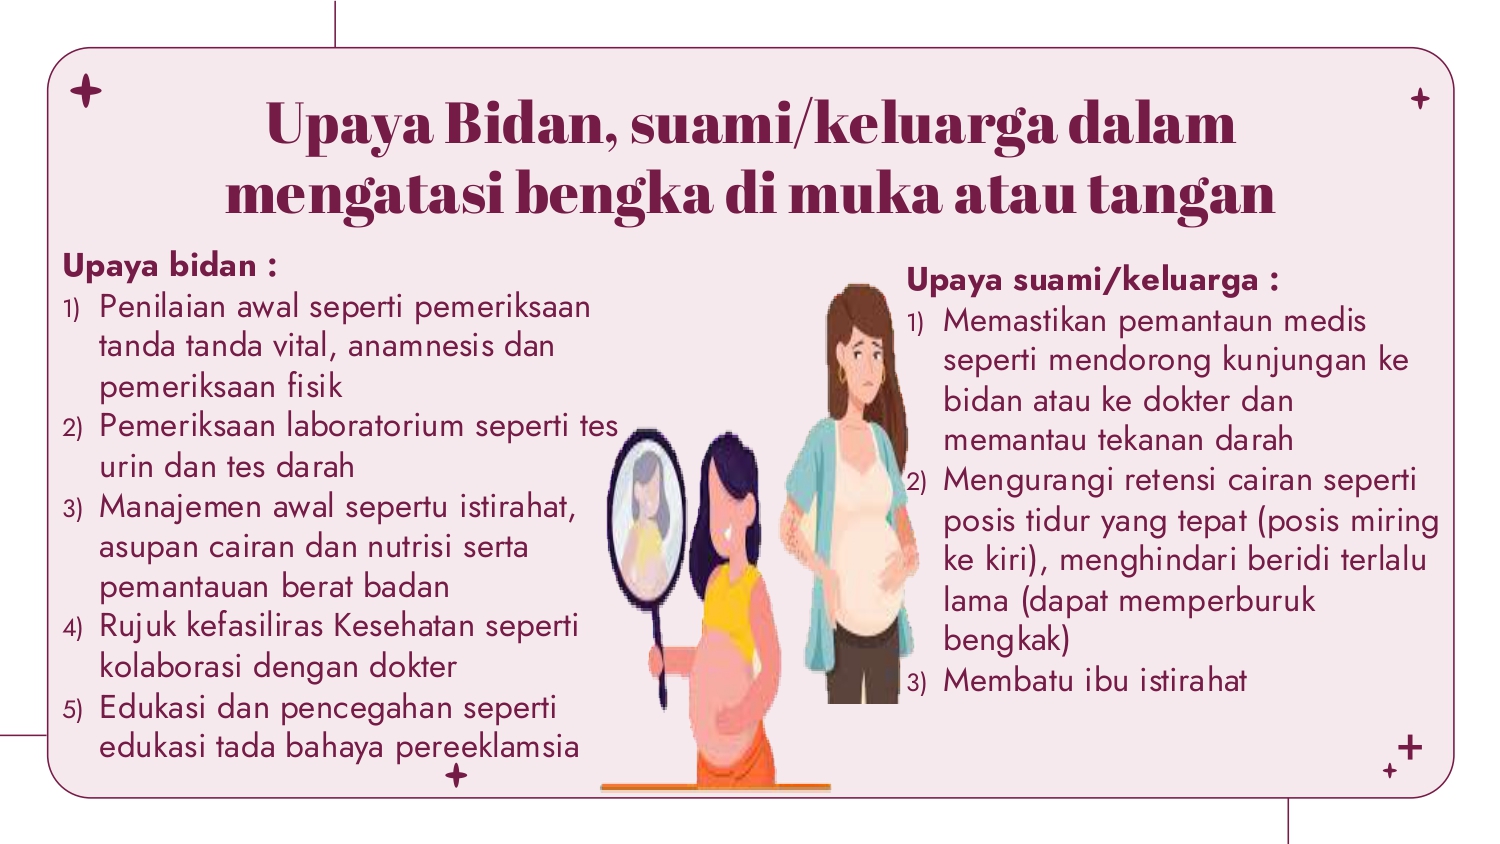 Upaya Bidan, suami/keluarga dalam
mengatasi bengka di muka atau tangan
Upaya bidan :
1) Penilaian awal seperti pemeriksaan
tanda tanda vital, anamnesis dan
pemeriksaan fisik
2) Pemeriksaan laboratorium seperti tes
urin dan tes darah
3) Manajemen awal sepertu istirahat,
asupan cairan dan nutrisi serta
pemantauan berat badan
4) Rujuk kefasiliras Kesehatan seperti
kolaborasi dengan dokter
5) Edukasi dan pencegahan seperti
edukasi tada bahaya pereeklamsia
Upaya suami/keluarga :
1) Memastikan pemantaun medis
seperti mendorong kunjungan ke
bidan atau ke dokter dan
memantau tekanan darah
2) Mengurangi retensi cairan seperti
posis tidur yang tepat (posis miring
ke kiri), menghindari beridi terlalu
lama (dapat memperburuk
bengkak)
3) Membatu ibu istirahat